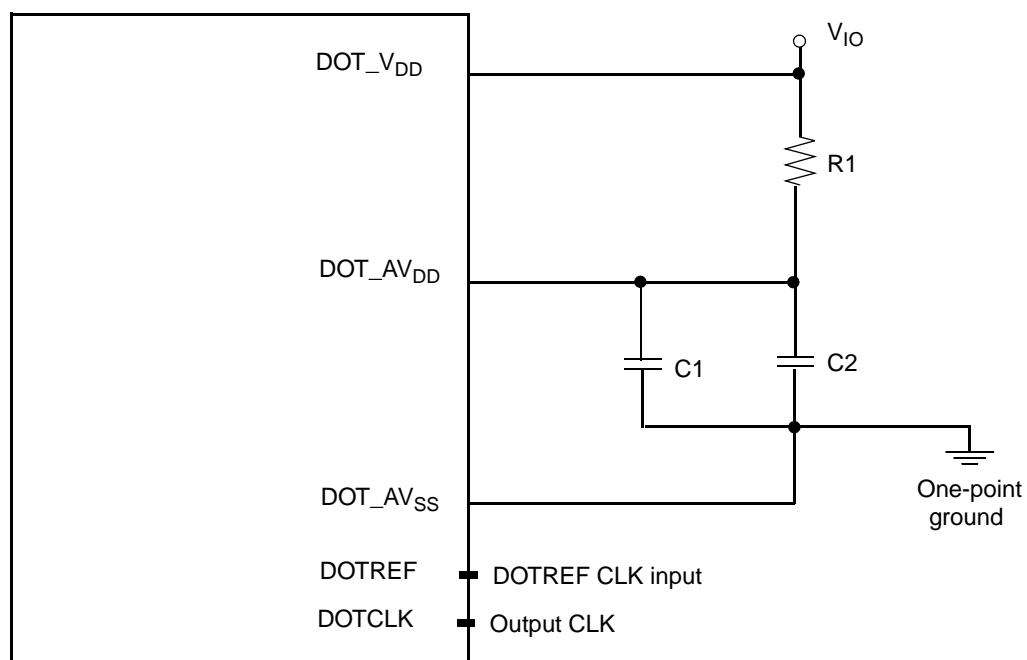 V_IO
DOT_V_DD
R1
DOT_AV_DD
C1
C2
DOT_AV_SS
One-point
ground
DOTREF
DOTREF CLK input
DOTCLK
Output CLK